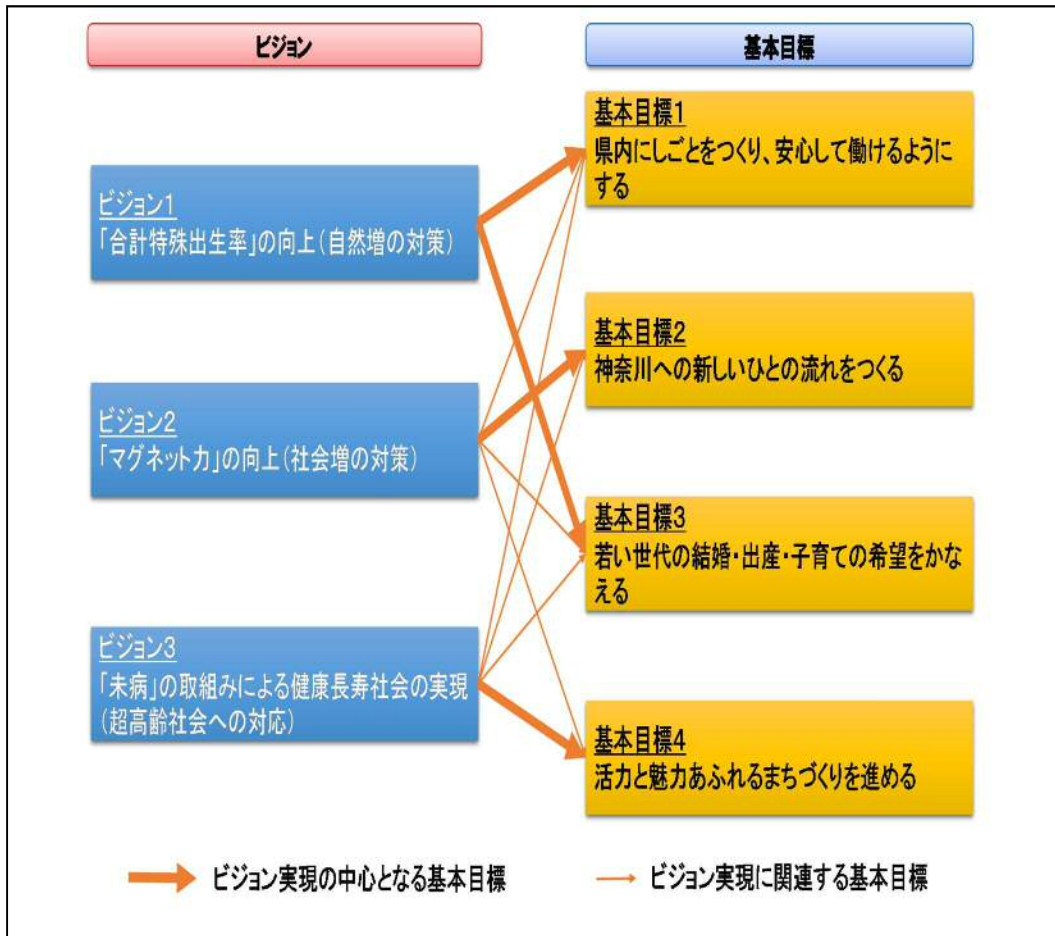 ビジョン
基本目標
ビジョン1
「合計特殊出生率」の向上(自然増の対策)
ビジョン2
「マグネット力」の向上(社会増の対策)
ビジョン3
「未病」の取組みによる健康長寿社会の実現
(超高齢社会への対応)
基本目標1
県内にしごとをつくり、安心して働けるように
する
基本目標2
神奈川への新しいひとの流れをつくる
基本目標3
若い世代の結婚・出産・子育ての希望をかな
える
基本目標4
活力と魅力あふれるまちづくりを進める
ビジョン実現の中心となる基本目標
ビジョン実現に関連する基本目標